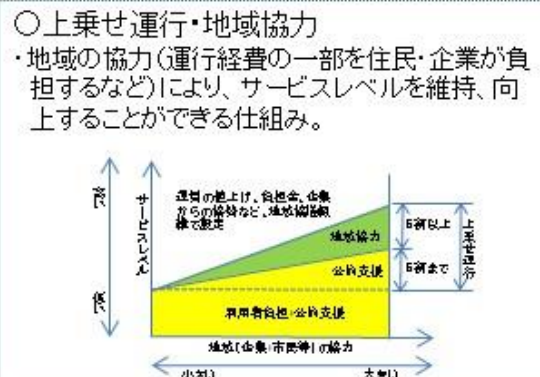 ○上乗せ運行・地域協力
・地域の協力(運行経費の一部を住民・企業が負
担するなど)により、サービスレベルを維持、向
上することができる仕組み。
高い
サービスレベル
低い
運賃の値上げ、負担金、企業
からの協賛など、地域協議組
織で設定
地域協力
公的支援
利用者負担・公的支援
5割以上
5割まで
上乗せ運行
地域(企業・市民等)の協力